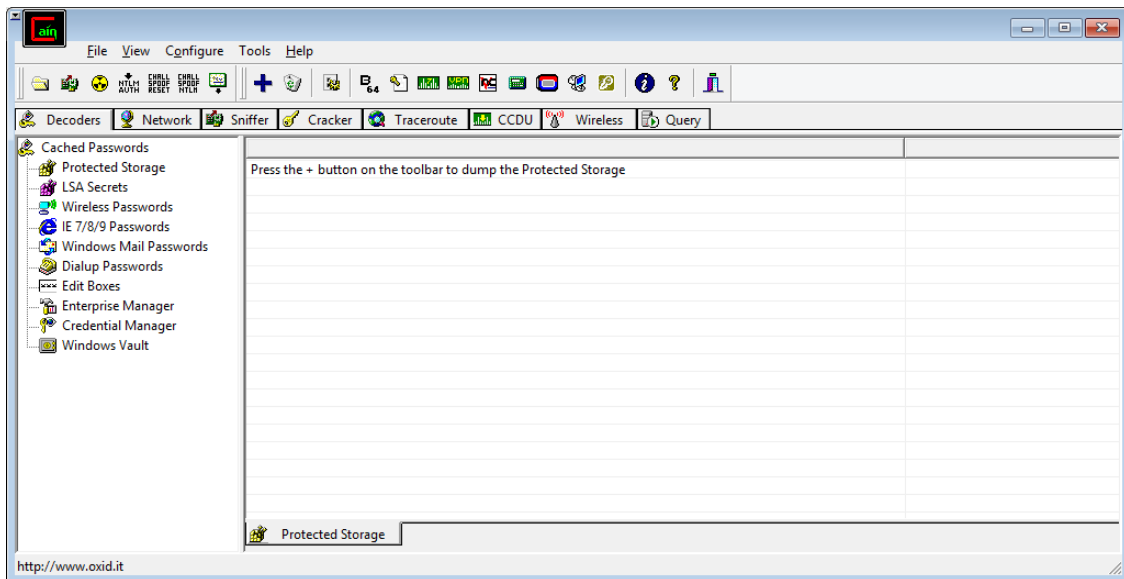 Cain
File View Configure Tools Help
NTLM AUTH
CHALL SPOOF RESET
CHALL SPOOF NTLM
B64
Decoders Network Sniffer Cracker Traceroute CCDU Wireless Query
Cached Passwords
Protected Storage
LSA Secrets
Wireless Passwords
IE 7/8/9 Passwords
Windows Mail Passwords
Dialup Passwords
Edit Boxes
Enterprise Manager
Credential Manager
Windows Vault
Press the + button on the toolbar to dump the Protected Storage
Protected Storage
http://www.oxid.it